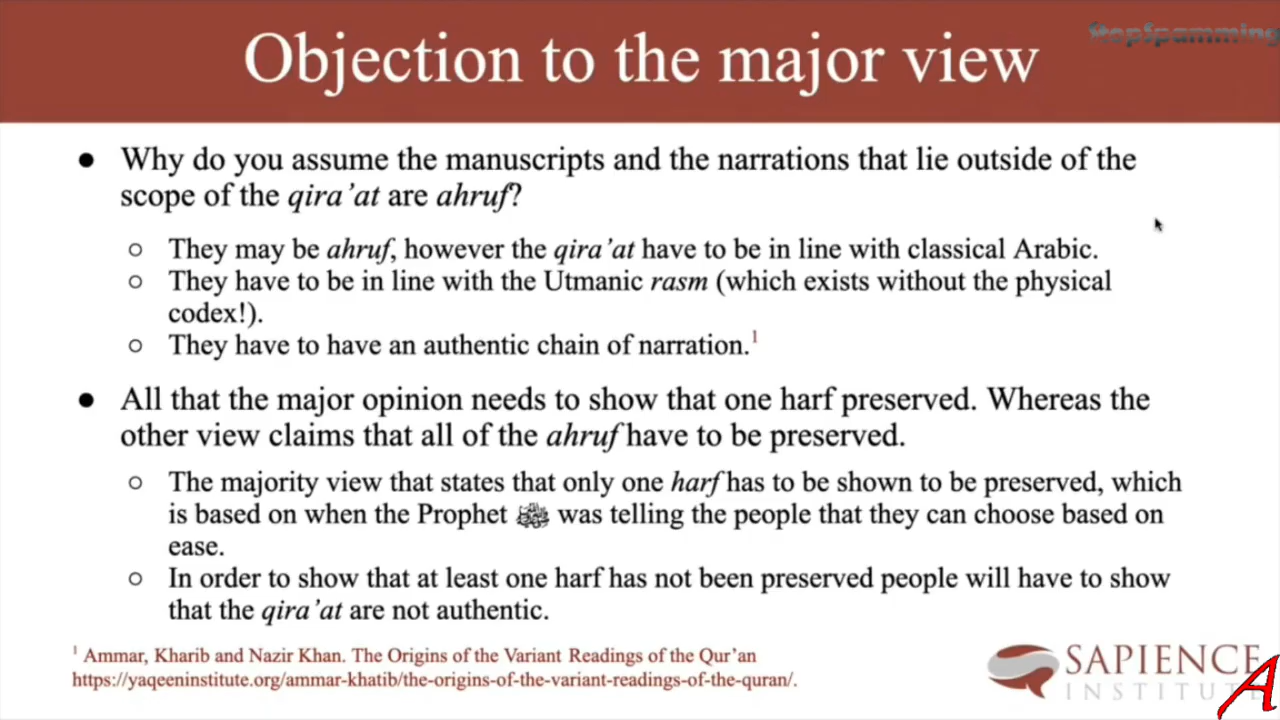 Objection to the major view
StopSpamming
● Why do you assume the manuscripts and the narrations that lie outside of the
scope of the qira’at are ahruf?
○ They may be ahruf, however the qira’at have to be in line with classical Arabic.
○ They have to be in line with the Utmanic rasm (which exists without the physical
codex!).
○ They have to have an authentic chain of narration.¹
● All that the major opinion needs to show that one harf preserved. Whereas the
other view claims that all of the ahruf have to be preserved.
○ The majority view that states that only one harf has to be shown to be preserved, which
is based on when the Prophet ﷺ was telling the people that they can choose based on
ease.
○ In order to show that at least one harf has not been preserved people will have to show
that the qira’at are not authentic.
¹ Ammar, Kharib and Nazir Khan. The Origins of the Variant Readings of the Qur’an
https://yaqeeninstitute.org/ammar-khatib/the-origins-of-the-variant-readings-of-the-quran/.
SAPIENCE
INSTITUTE
A